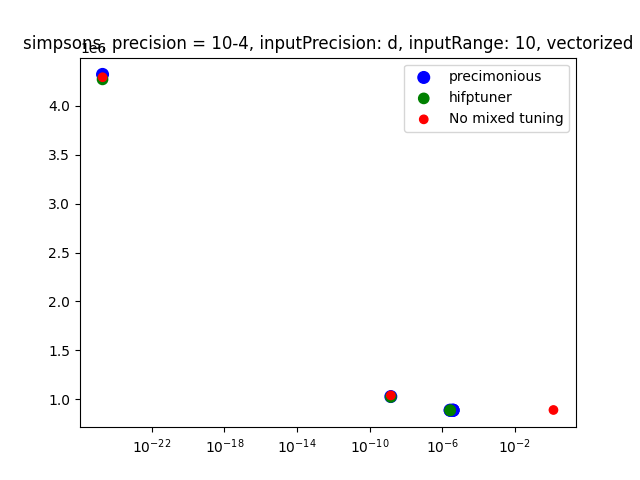 simpsons, precision = 10-4, inputPrecision: d, inputRange: 10, vectorized
1e6
precimonious
hifptuner
No mixed tuning
4.0
3.5
3.0
2.5
2.0
1.5
1.0
10⁻²² 10⁻¹⁸ 10⁻¹⁴ 10⁻¹⁰ 10⁻⁶ 10⁻²